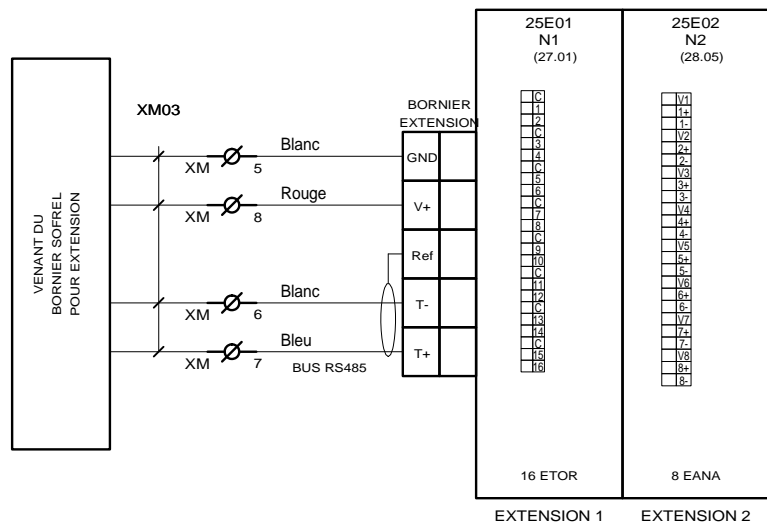 VENANT DU
BORNIER SOFREL
POUR EXTENSION
XM03
XM
5
Blanc
XM
8
Rouge
XM
6
Blanc
XM
7
Bleu
BUS RS485
BORNIER
EXTENSION
GND
V+
Ref
T-
T+
25E01
N1
(27.01)
C
1
2
C
3
4
C
5
6
C
7
8
C
9
10
C
11
12
C
13
14
C
15
16
16 ETOR
EXTENSION 1
25E02
N2
(28.05)
V1
1+
1-
V2
2+
2-
V3
3+
3-
V4
4+
4-
V5
5+
5-
V6
6+
6-
V7
7+
7-
V8
8+
8-
8 EANA
EXTENSION 2